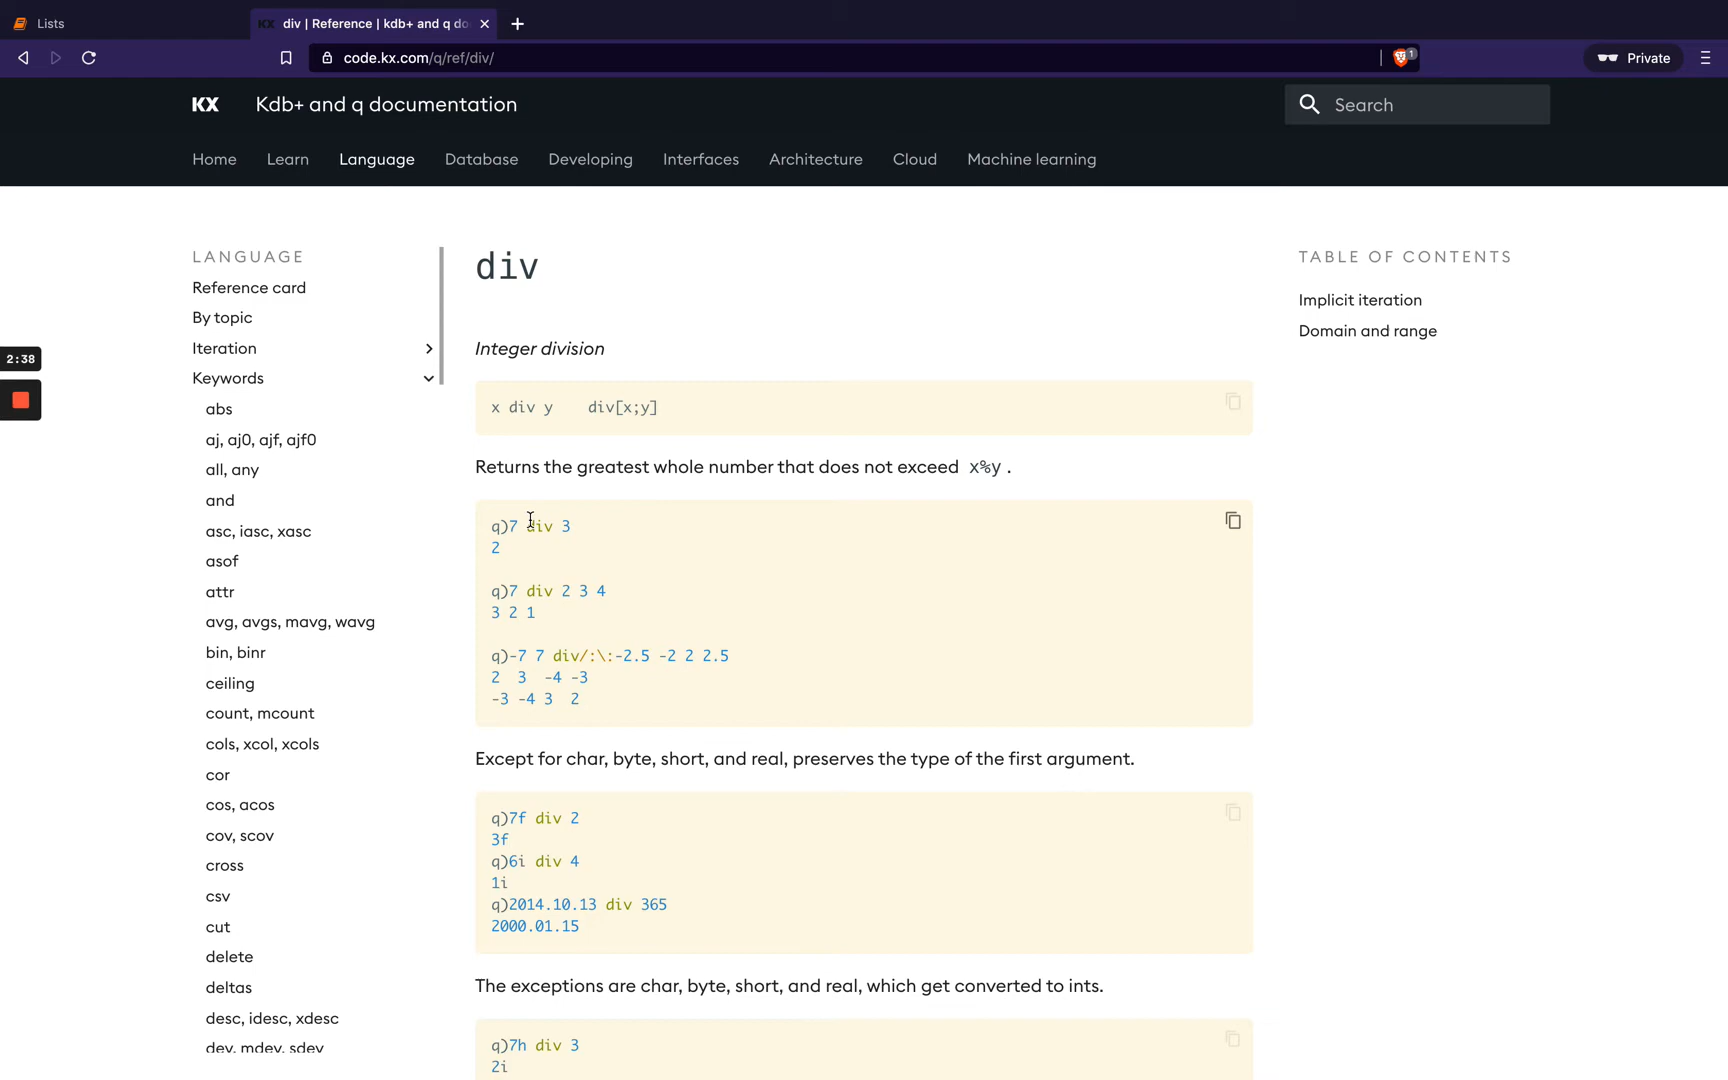 Lists
div | Reference | kdb+ and q do
code.kx.com/q/ref/div/
1
Private
KX
Kdb+ and q documentation
Search
Home
Learn
Language
Database
Developing
Interfaces
Architecture
Cloud
Machine learning
2:38
LANGUAGE
Reference card
By topic
Iteration
Keywords
abs
aj, aj0, ajf, ajf0
all, any
and
asc, iasc, xasc
asof
attr
avg, avgs, mavg, wavg
bin, binr
ceiling
count, mcount
cols, xcol, xcols
cor
cos, acos
cov, scov
cross
csv
cut
delete
deltas
desc, idesc, xdesc
dev, mdev, sdev
div
Integer division
x div y    div[x;y]
Returns the greatest whole number that does not exceed x%y .
q)7 div 3
2
q)7 div 2 3 4
3 2 1
q)-7 7 div/:\:-2.5 -2 2 2.5
2  3  -4 -3
-3 -4 3  2
Except for char, byte, short, and real, preserves the type of the first argument.
q)7f div 2
3f
q)6i div 4
1i
q)2014.10.13 div 365
2000.01.15
The exceptions are char, byte, short, and real, which get converted to ints.
q)7h div 3
2i
TABLE OF CONTENTS
Implicit iteration
Domain and range